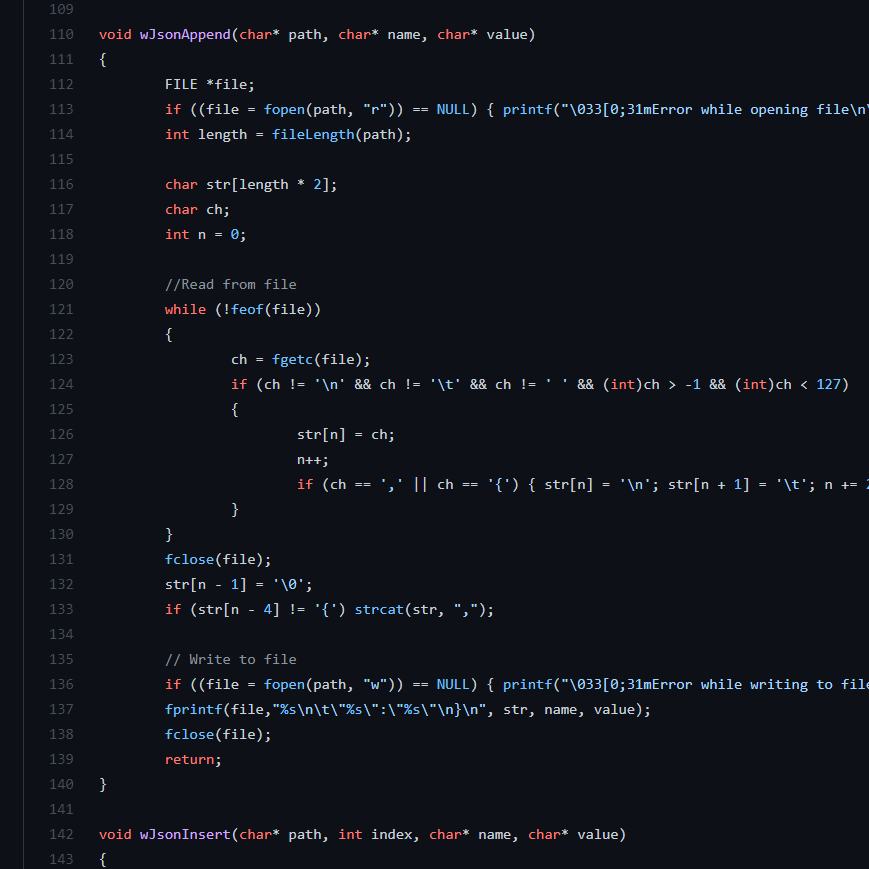 109
110 void wJsonAppend(char* path, char* name, char* value)
111 {
112 FILE *file;
113 if ((file = fopen(path, "r")) == NULL) { printf("\033[0;31mError while opening file\n\
114 int length = fileLength(path);
115
116 char str[length * 2];
117 char ch;
118 int n = 0;
119
120 //Read from file
121 while (!feof(file))
122 {
123 ch = fgetc(file);
124 if (ch != '\n' && ch != '\t' && ch != ' ' && (int)ch > -1 && (int)ch < 127)
125 {
126 str[n] = ch;
127 n++;
128 if (ch == ',' || ch == '{') { str[n] = '\n'; str[n + 1] = '\t'; n += 2
129 }
130 }
131 fclose(file);
132 str[n - 1] = '\0';
133 if (str[n - 4] != '{') strcat(str, ",");
134
135 // Write to file
136 if ((file = fopen(path, "w")) == NULL) { printf("\033[0;31mError while writing to file
137 fprintf(file,"%s\n\t\"%s\":\"%s\"\n}\n", str, name, value);
138 fclose(file);
139 return;
140 }
141
142 void wJsonInsert(char* path, int index, char* name, char* value)
143 {